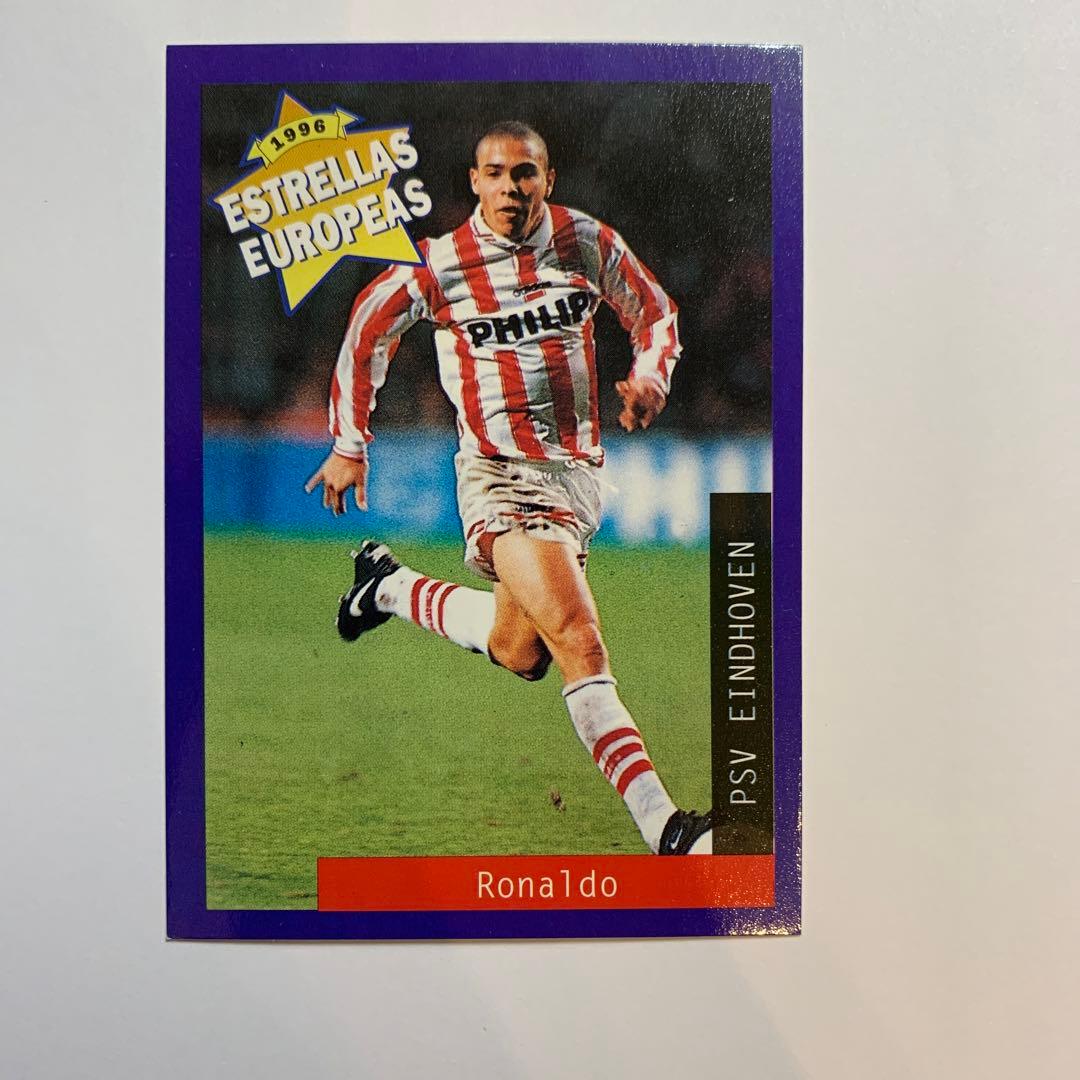 1996
ESTRELLAS
EUROPEAS
PHILIP
PSV EINDHOVEN
Ronaldo